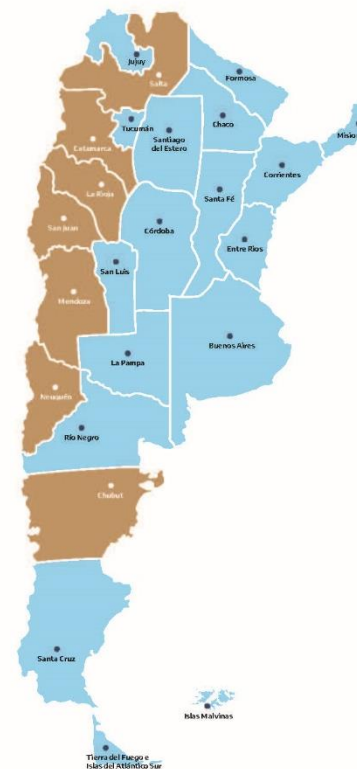 Jujuy
Salta
Formosa
Tucumán
Chaco
Santiago
del Estero
Catamarca
Corrientes
La Rioja
Santa Fé
San Juan
Córdoba
Entre Rios
San Luis
Mendoza
Buenos Aires
La Pampa
Neuquén
Río Negro
Chubut
Santa Cruz
Islas Malvinas
Tierra del Fuego e
Islas del Atlántico Sur